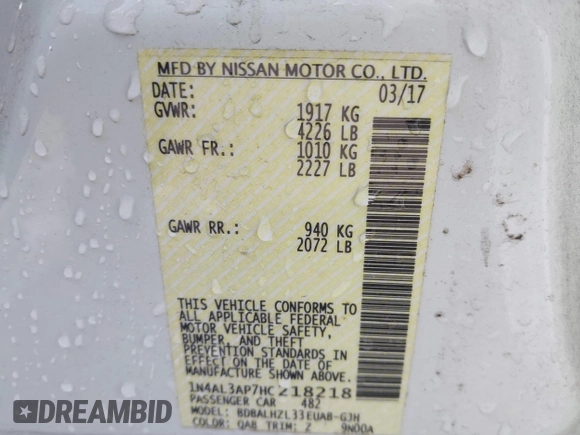 MFD BY NISSAN MOTOR CO., LTD.
DATE: 03/17
GVWR: 1917 KG
4226 LB
GAWR FR.: 1010 KG
2227 LB
GAWR RR.: 940 KG
2072 LB
THIS VEHICLE CONFORMS TO
ALL APPLICABLE FEDERAL
MOTOR VEHICLE SAFETY,
BUMPER, AND THEFT
PREVENTION STANDARDS
IN EFFECT ON THE DATE OF
MANUFACTURE SHOWN ABOVE.
1N4AL3AP7HC218218
PASSENGER CAR 482
MODEL: BDBALHZL33EUAB-GJH
COLOR: QAB TRIM: Z 9N00A
DREAMBID
DREAMBID